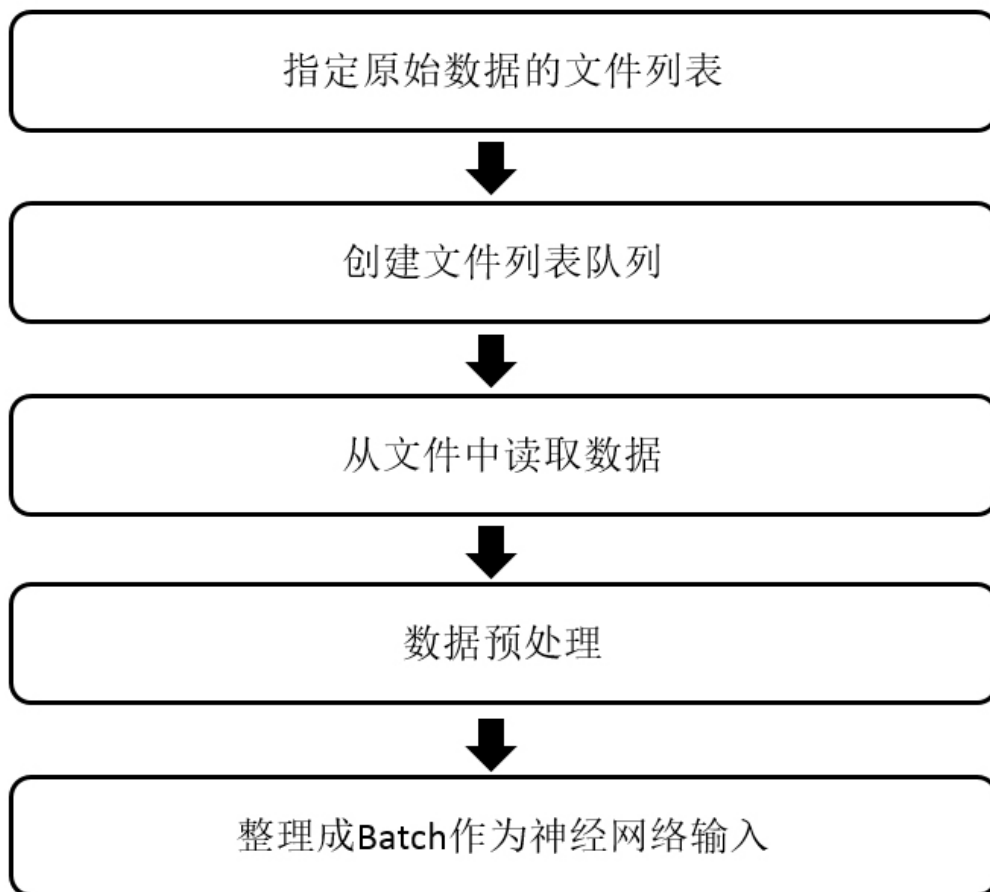 指定原始数据的文件列表
创建文件列表队列
从文件中读取数据
数据预处理
整理成Batch作为神经网络输入